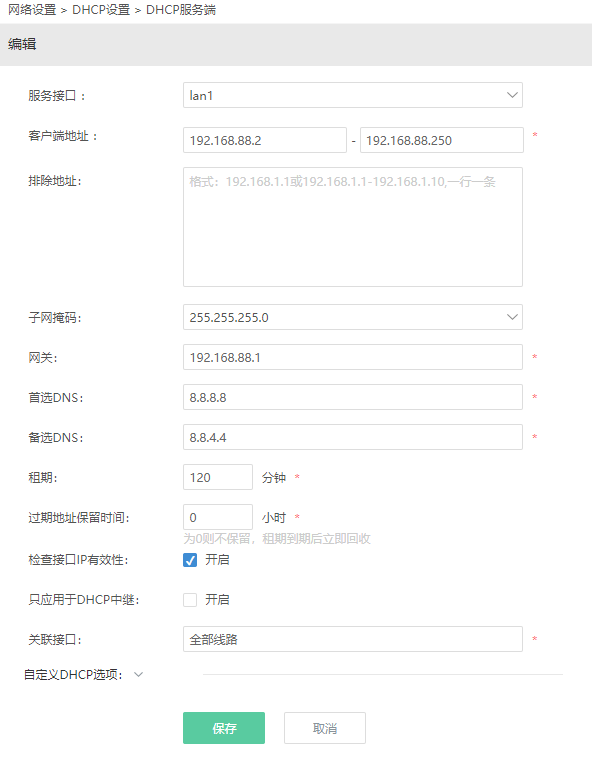 网络设置 > DHCP设置 > DHCP服务端
编辑
服务接口： lan1
客户端地址： 192.168.88.2 - 192.168.88.250 *
排除地址: 格式: 192.168.1.1或192.168.1.1-192.168.1.10,一行一条
子网掩码: 255.255.255.0
网关: 192.168.88.1 *
首选DNS: 8.8.8.8 *
备选DNS: 8.8.4.4 *
租期: 120 分钟 *
过期地址保留时间: 0 小时 *
为0则不保留，租期到期后立即回收
检查接口IP有效性: 开启
只应用于DHCP中继: 开启
关联接口: 全部线路 *
自定义DHCP选项:
保存 取消